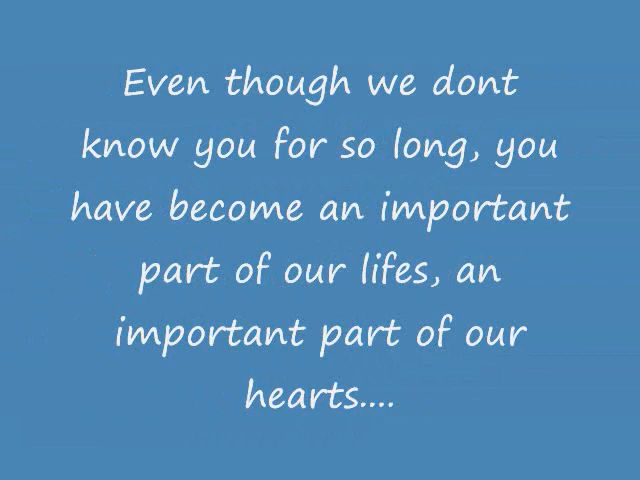 Even though we dont
know you for so long, you
have become an important
part of our lifes, an
important part of our
hearts....